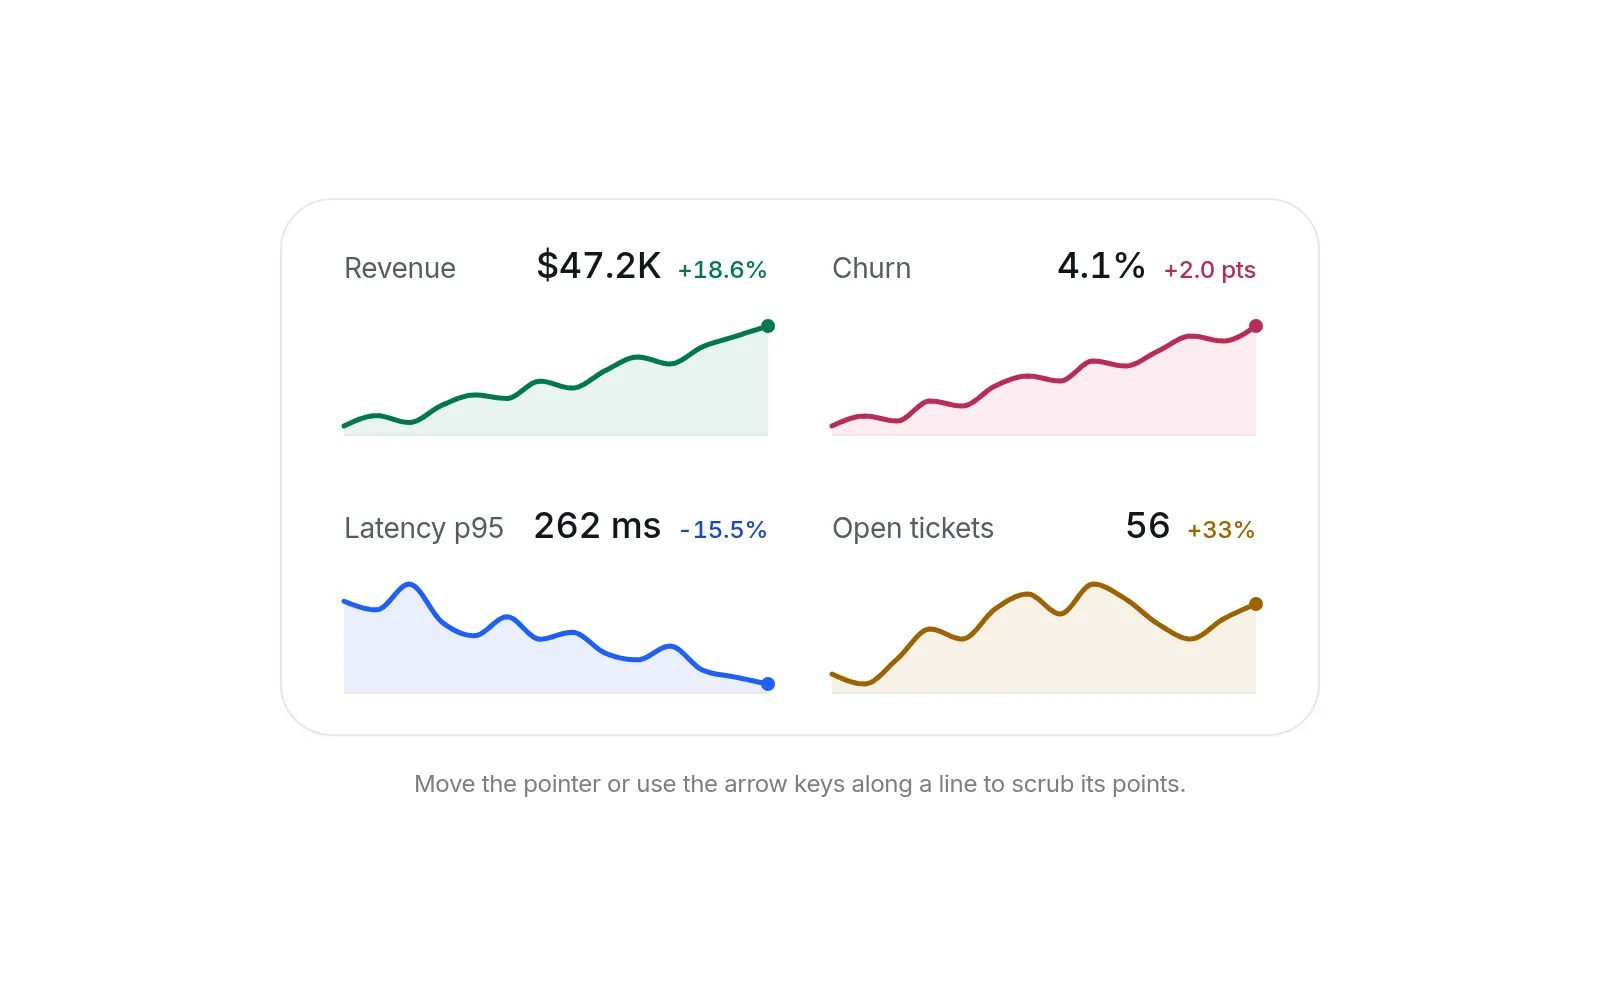 Revenue $47.2K +18.6%
Churn 4.1% +2.0 pts
Latency p95 262 ms -15.5%
Open tickets 56 +33%
Move the pointer or use the arrow keys along a line to scrub its points.